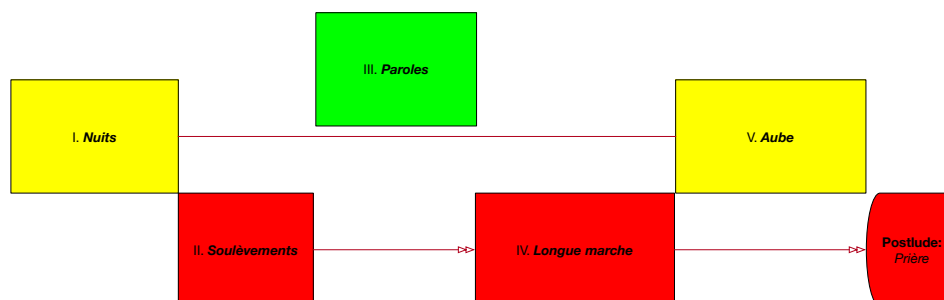 III. Paroles
I. Nuits
V. Aube
II. Soulèvements
IV. Longue marche
Postlude:
Prière